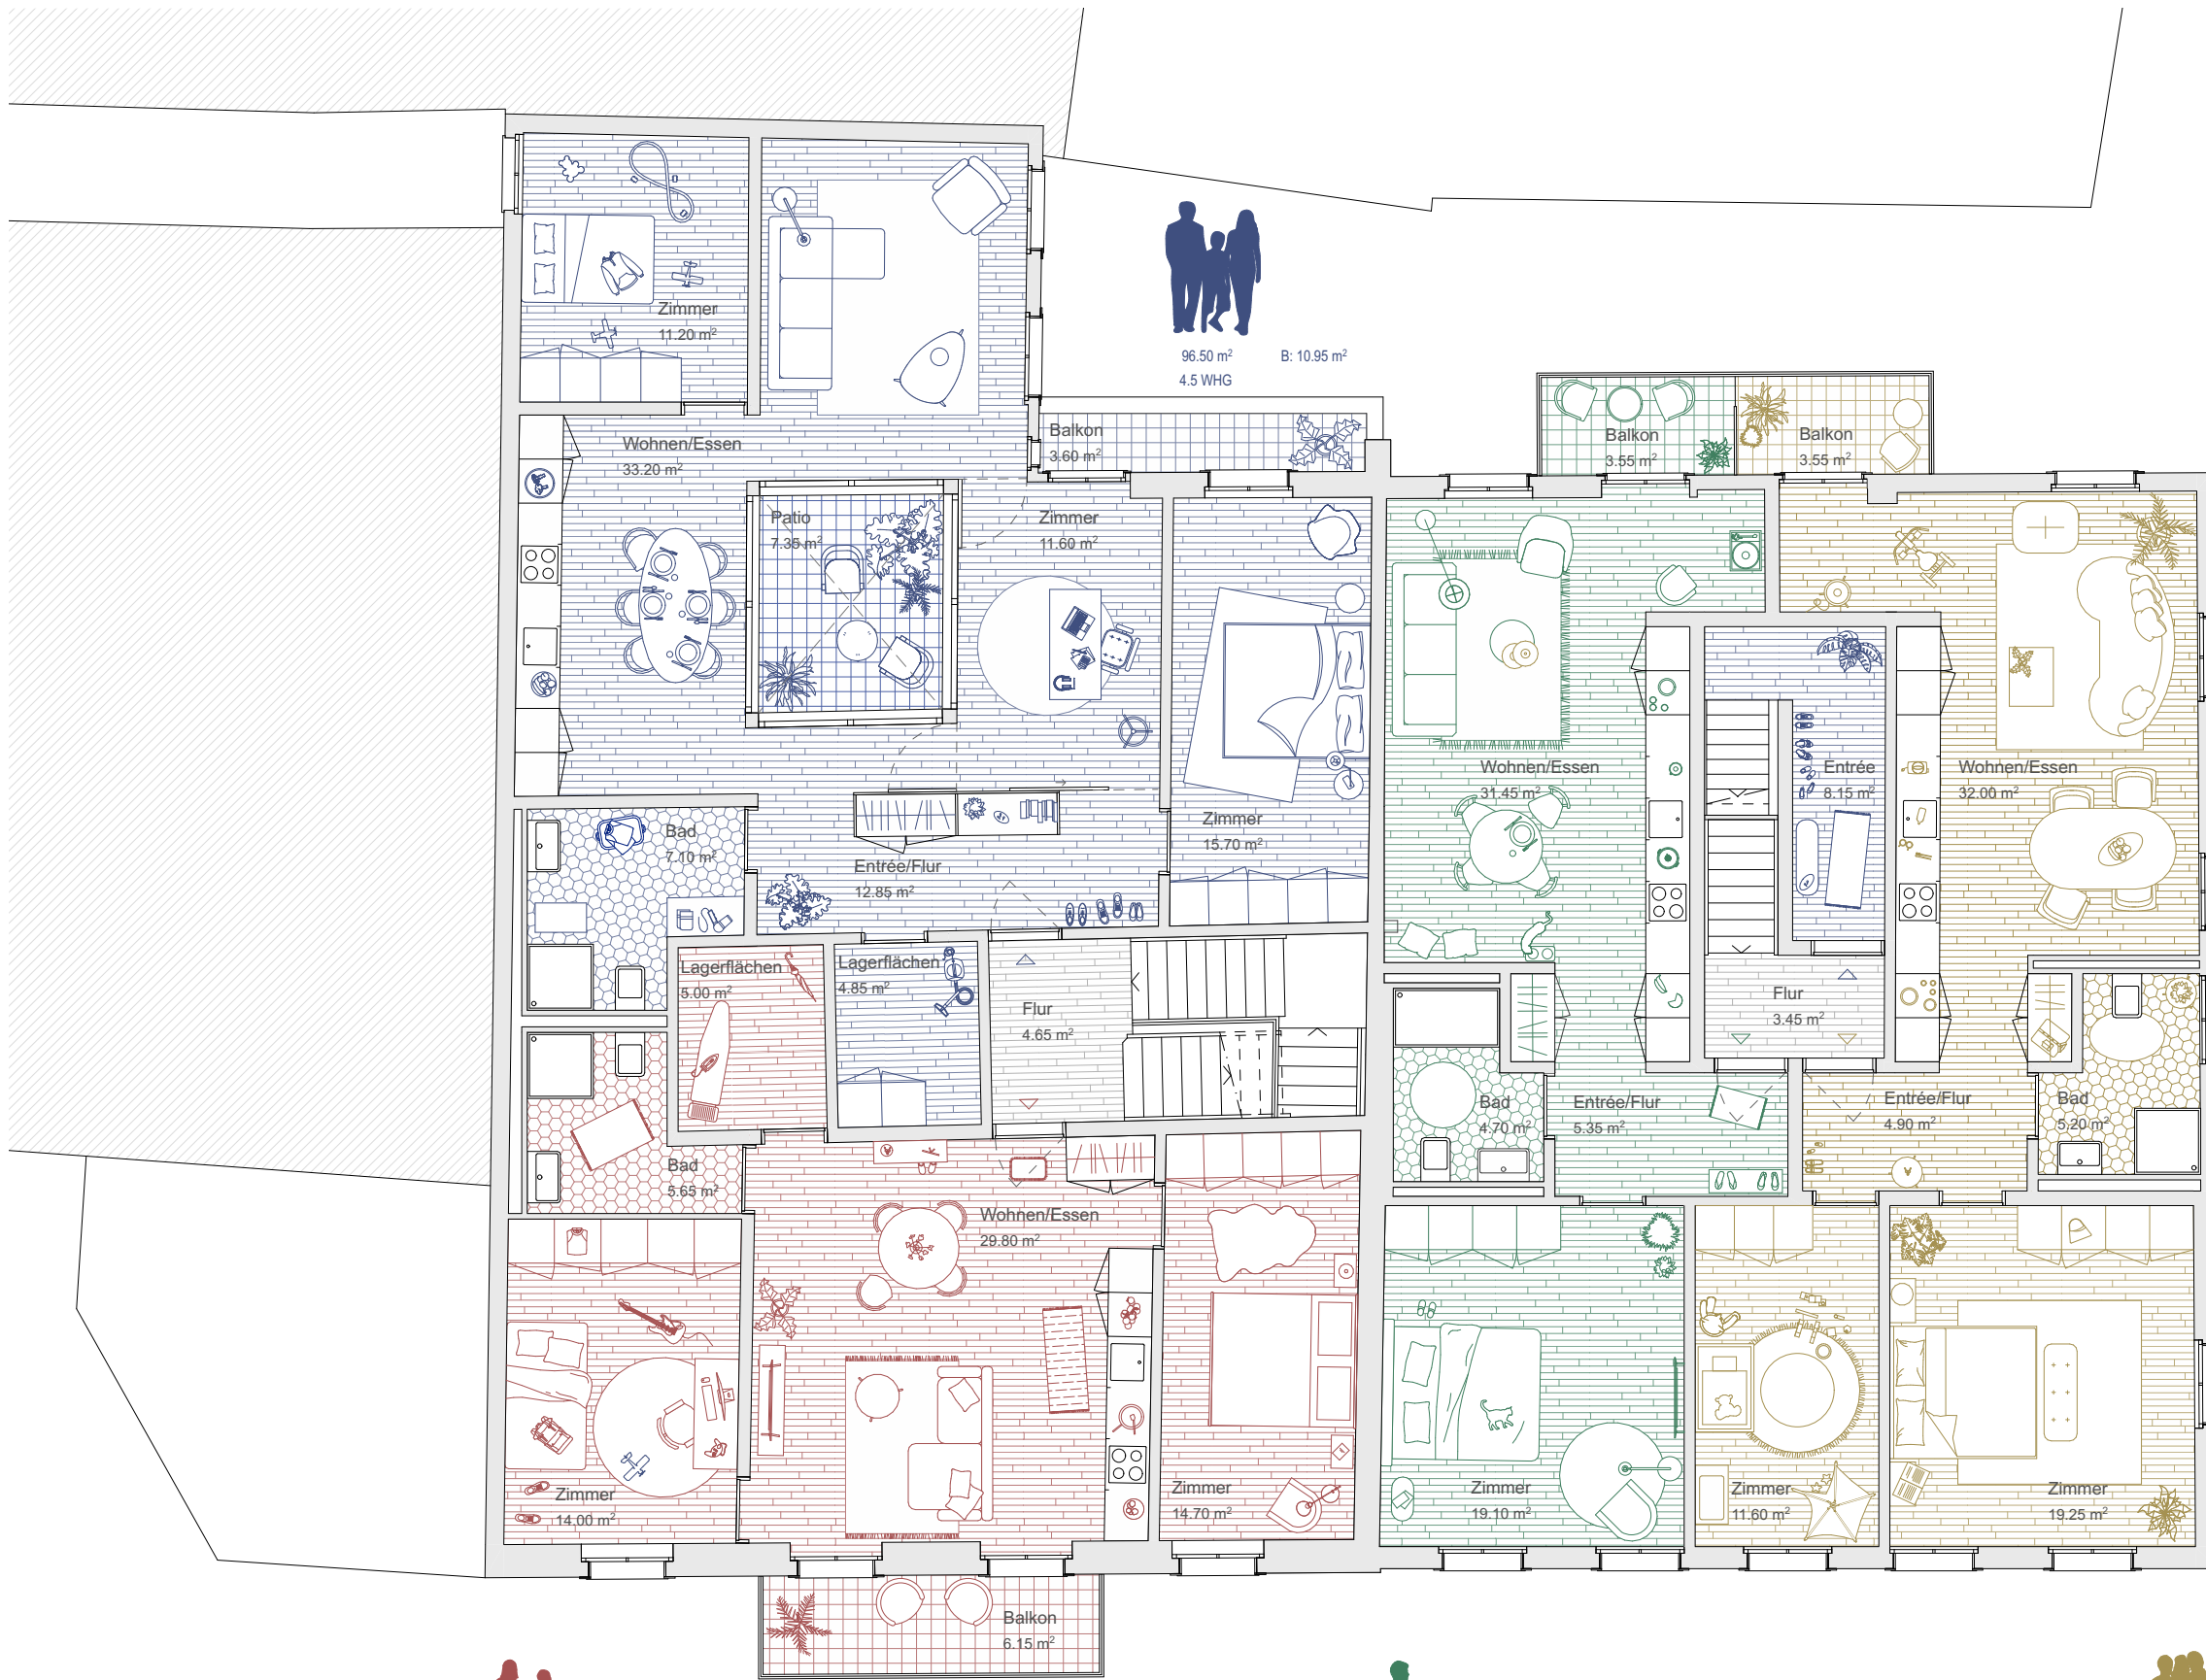 Zimmer
11.20 m²
96.50 m²
B: 10.95 m²
4.5 WHG
Wohnen/Essen
33.20 m²
Balkon
3.60 m²
Balkon
3.55 m²
Balkon
3.55 m²
Patio
7.35 m²
Zimmer
11.60 m²
Wohnen/Essen
31.45 m²
Entrée
8.15 m²
Wohnen/Essen
32.00 m²
Bad
7.10 m²
Zimmer
15.70 m²
Entrée/Flur
12.85 m²
Lagerflächen
5.00 m²
Lagerflächen
4.85 m²
Flur
4.65 m²
Flur
3.45 m²
Bad
4.70 m²
Entrée/Flur
5.35 m²
Entrée/Flur
4.90 m²
Bad
5.20 m²
Bad
5.65 m²
Wohnen/Essen
29.80 m²
Zimmer
14.00 m²
Zimmer
14.70 m²
Zimmer
19.10 m²
Zimmer
11.60 m²
Zimmer
19.25 m²
Balkon
6.15 m²